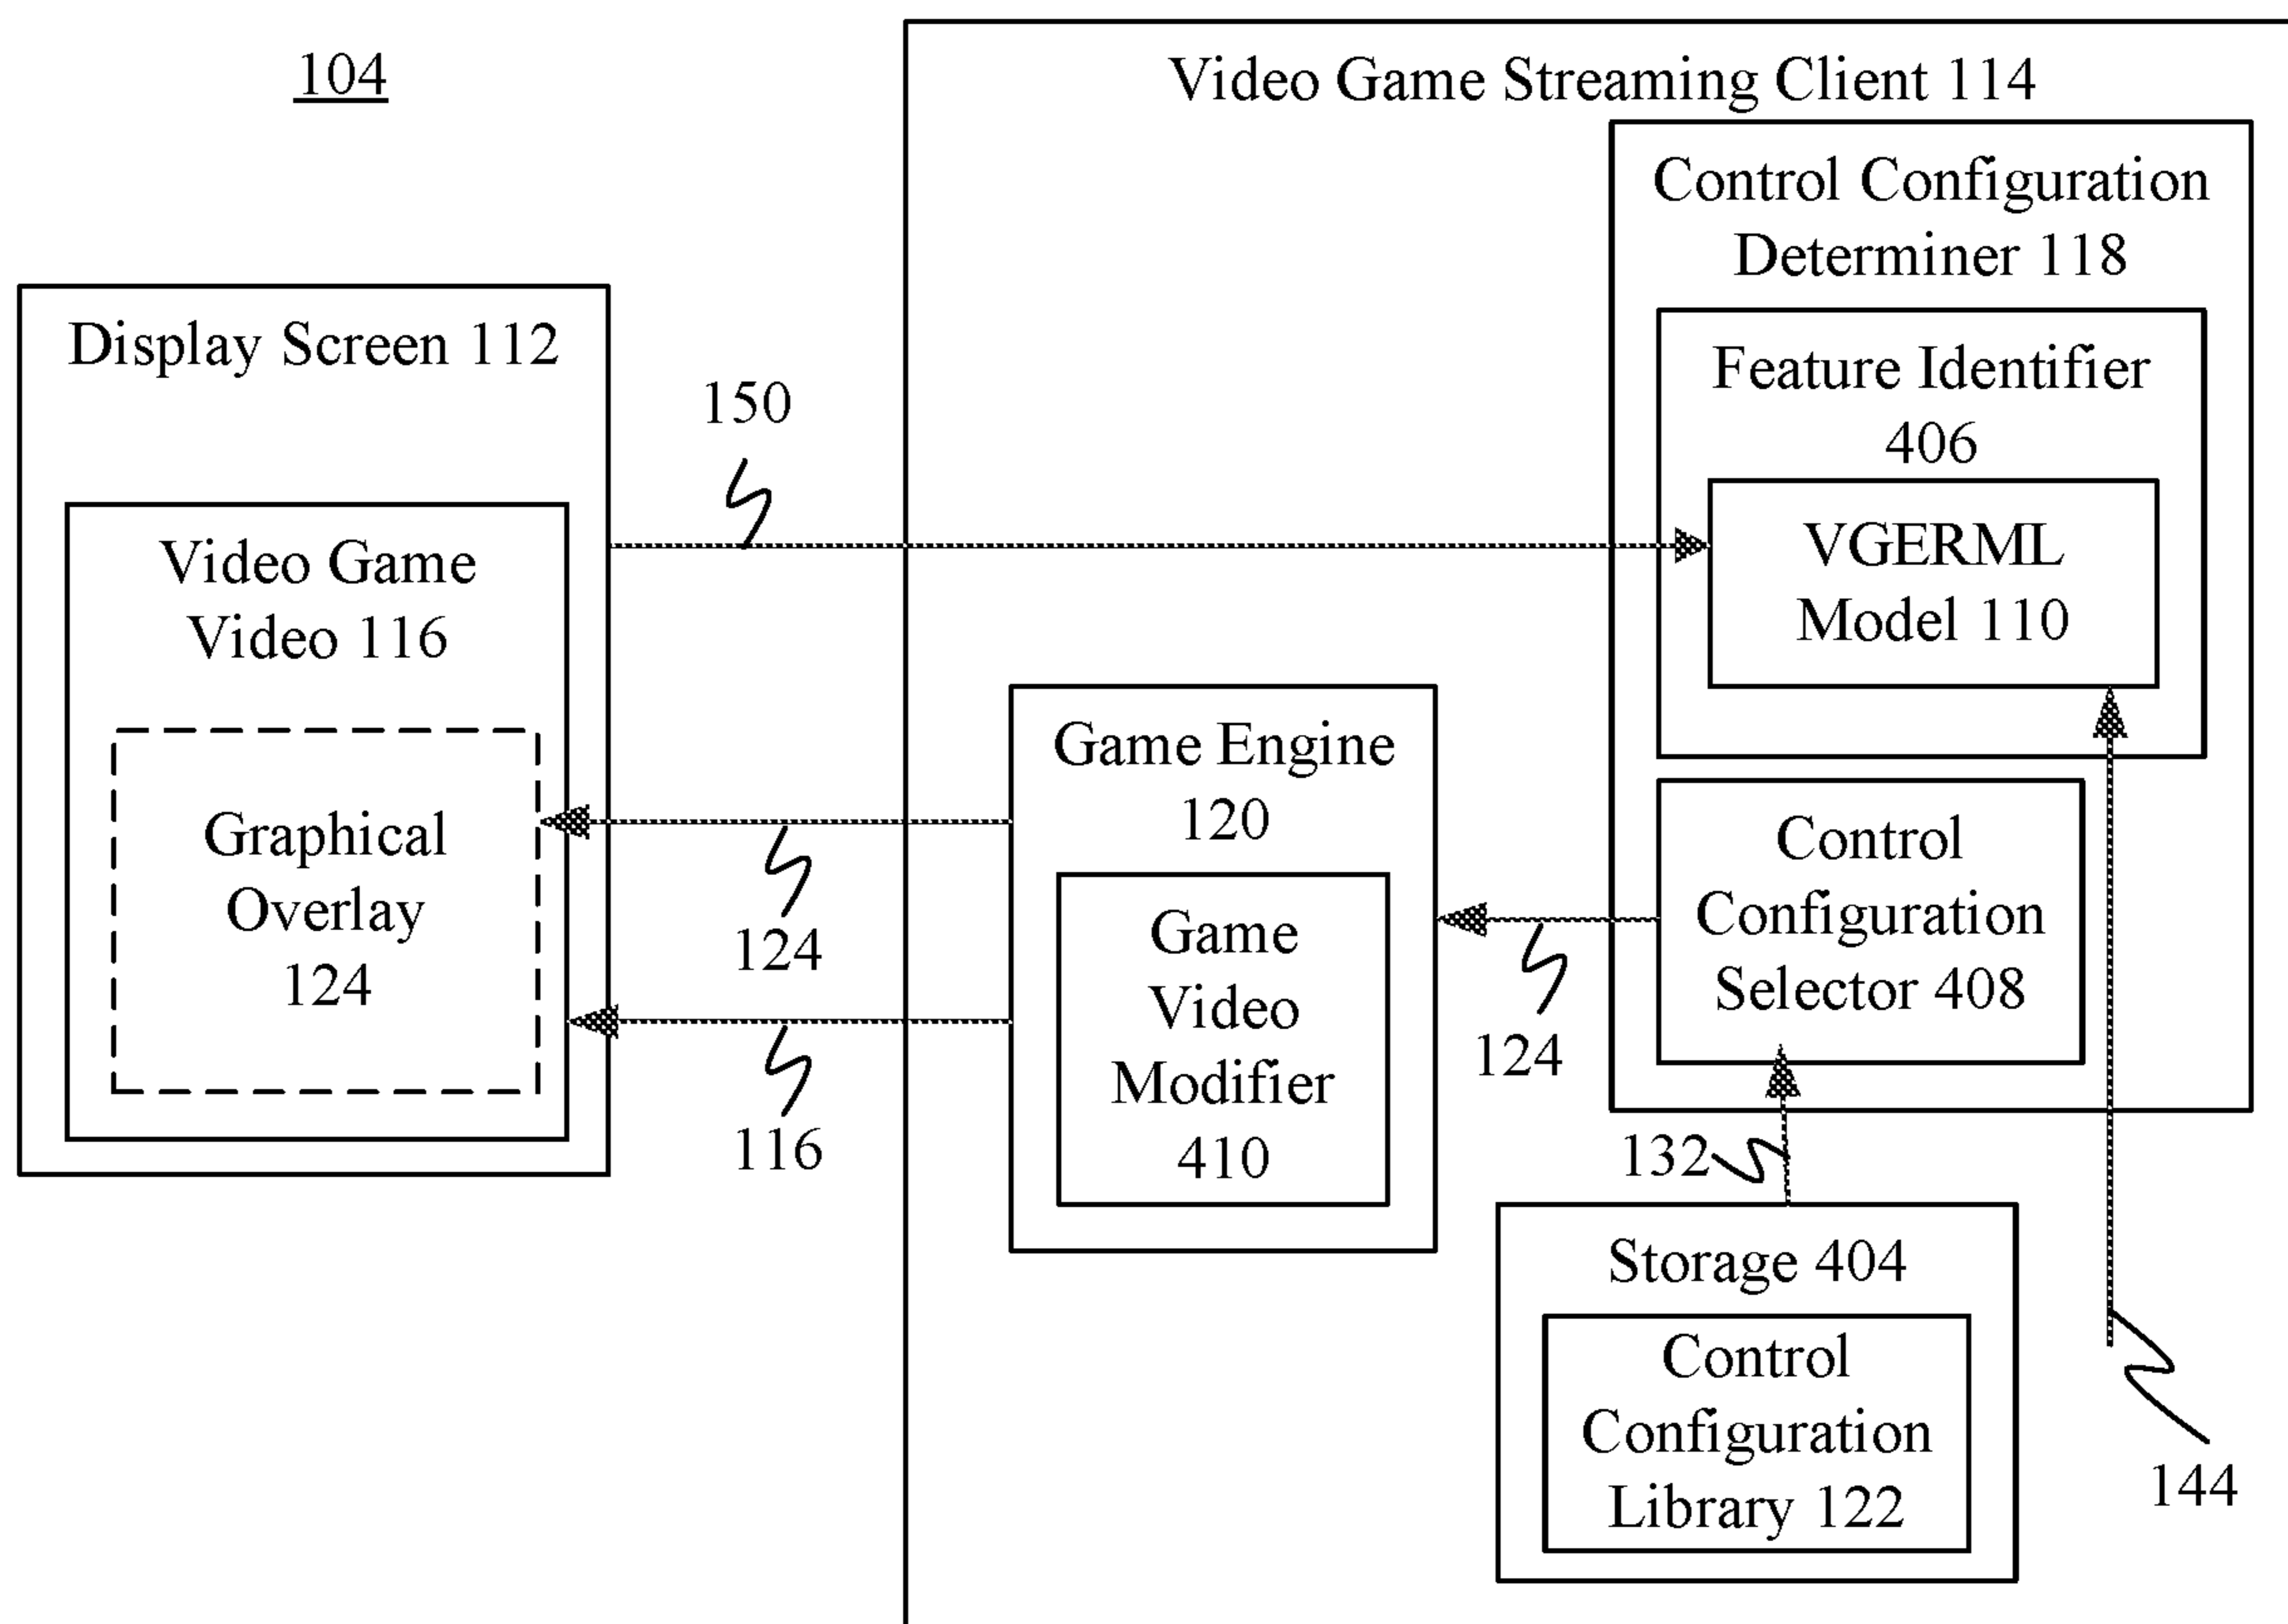 104
Video Game Streaming Client 114
Control Configuration
Determiner 118
Feature Identifier
406
VGERML
Model 110
Display Screen 112
150
Video Game
Video 116
Graphical
Overlay
124
Game Engine
120
Game
Video
Modifier
410
124
116
Control
Configuration
Selector 408
124
132
Storage 404
Control
Configuration
Library 122
144